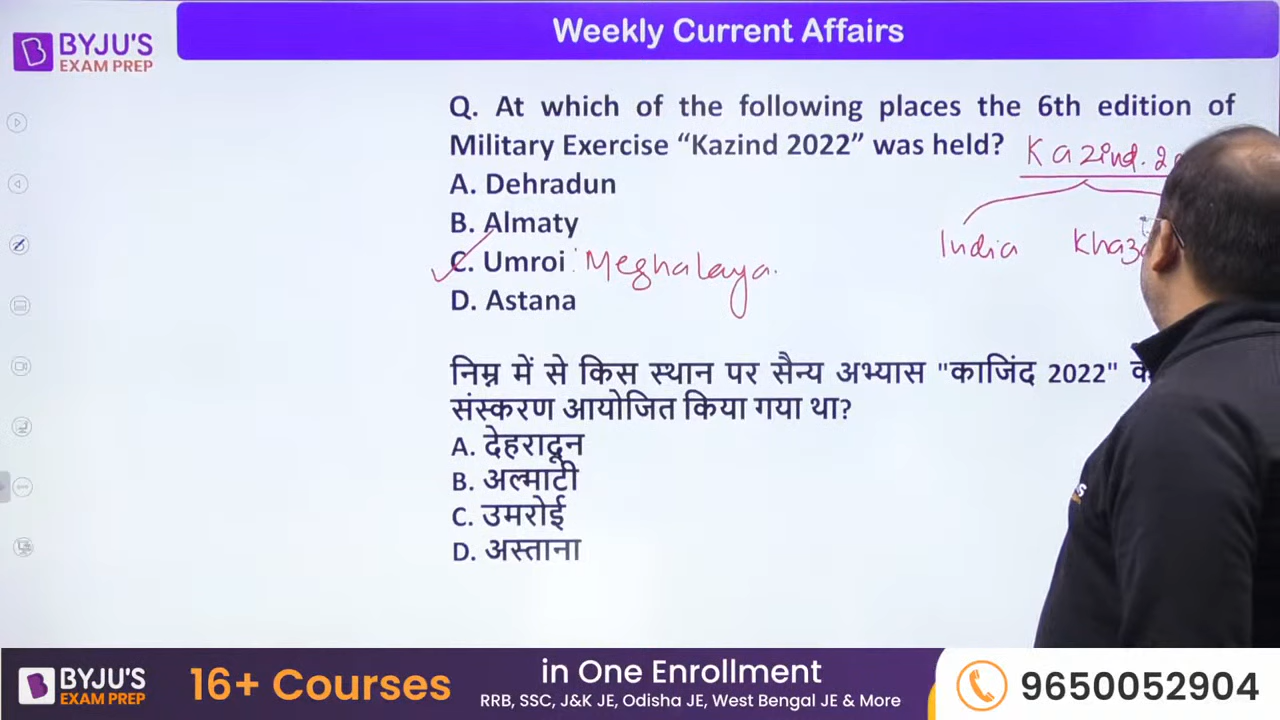 BYJU'S
EXAM PREP
Weekly Current Affairs
Q. At which of the following places the 6th edition of
Military Exercise “Kazind 2022” was held?
Kazind.2
A. Dehradun
B. Almaty
India
C. Umroi : Meghalaya.
D. Astana
निम्न में से किस स्थान पर सैन्य अभ्यास "काजिंद 2022"
संस्करण आयोजित किया गया था?
A. देहरादून
B. अल्माटी
C. उमरोई
D. अस्ताना
BYJU'S
EXAM PREP
16+ Courses
in One Enrollment
RRB, SSC, J&K JE, Odisha JE, West Bengal JE & More
9650052904